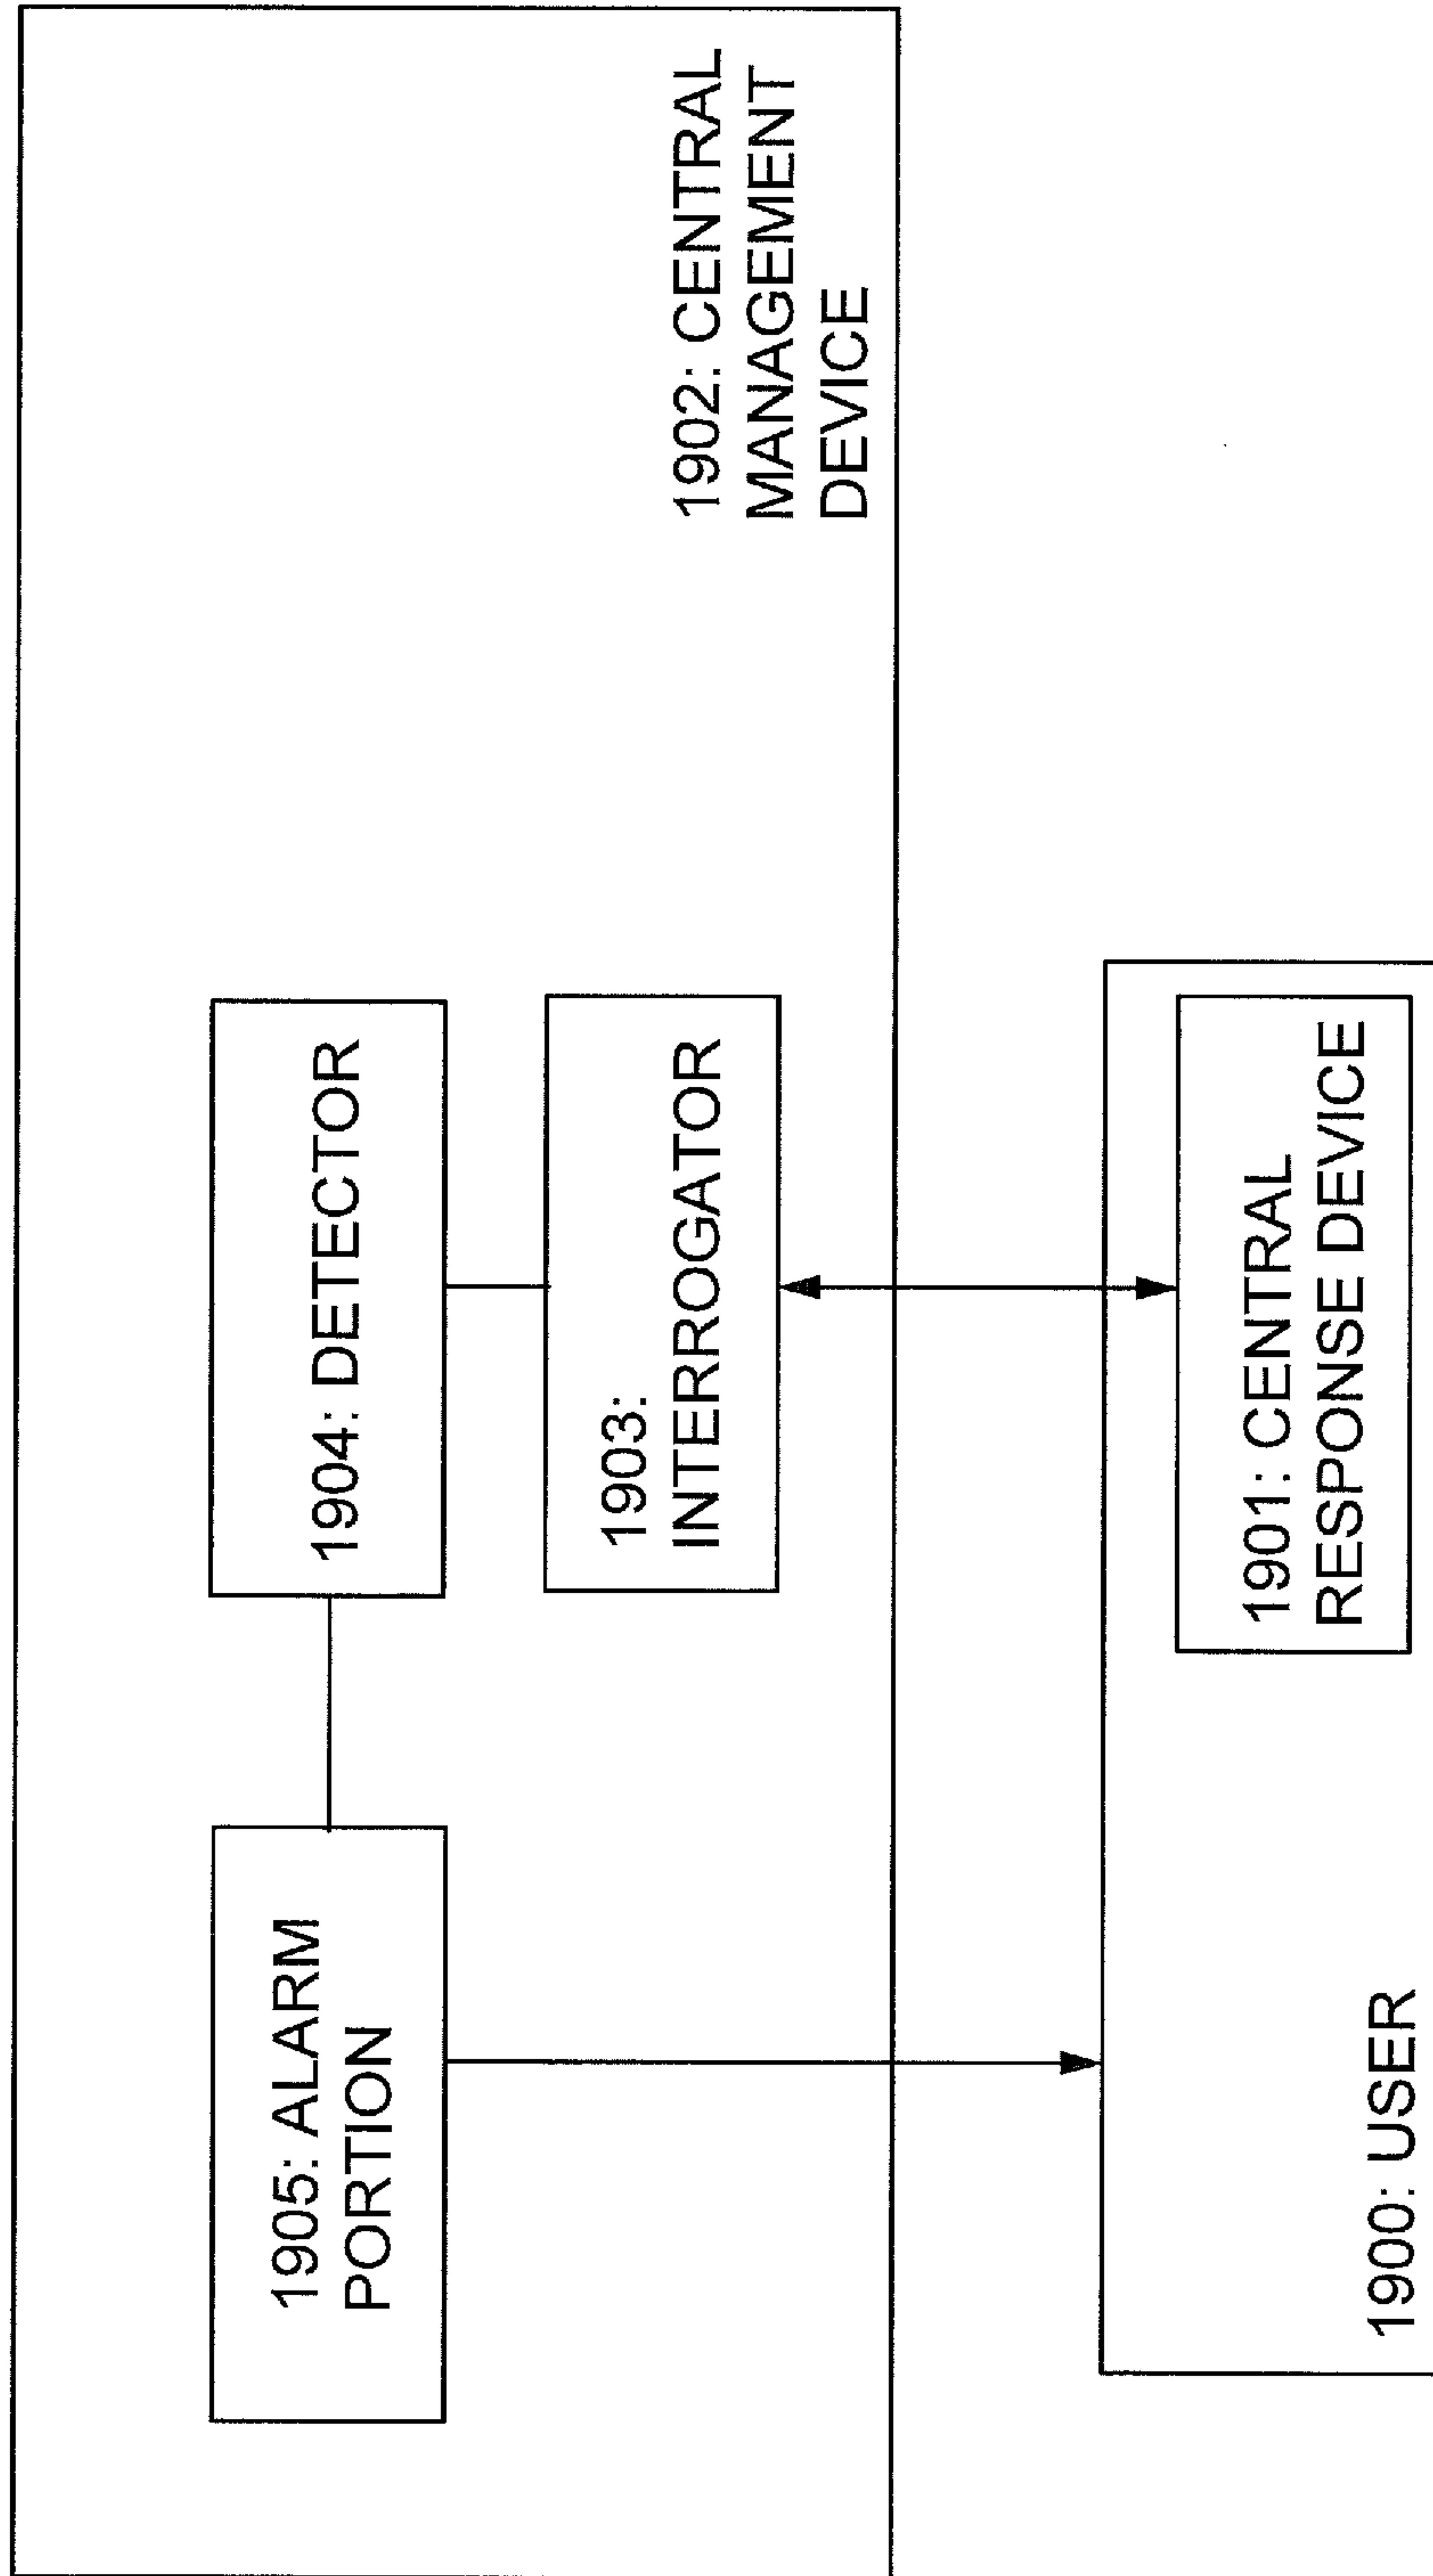 1905: ALARM
PORTION
1904: DETECTOR
1903:
INTERROGATOR
1902: CENTRAL
MANAGEMENT
DEVICE
1900: USER
1901: CENTRAL
RESPONSE DEVICE